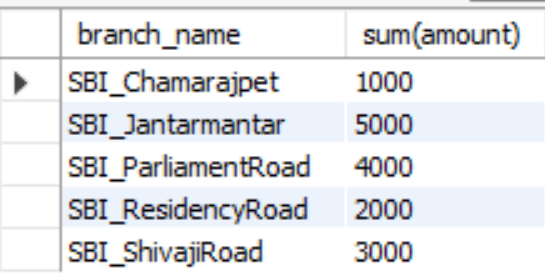 branch_name sum(amount)
SBI_Chamarajpet 1000
SBI_Jantarmantar 5000
SBI_ParliamentRoad 4000
SBI_ResidencyRoad 2000
SBI_ShivajiRoad 3000